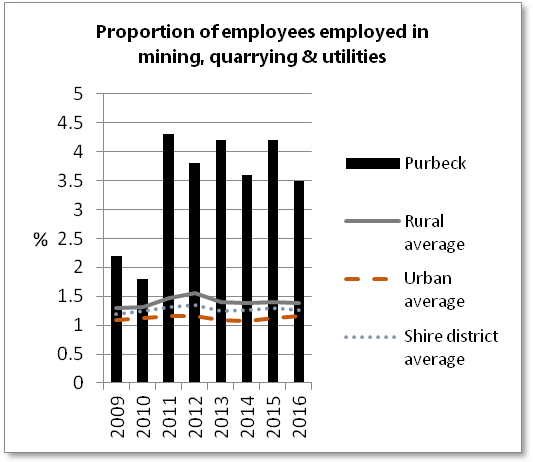 Proportion of employees employed in
mining, quarrying & utilities
5
4.5
4
3.5
3
2.5
2
1.5
1
0.5
0
%
2009
2010
2011
2012
2013
2014
2015
2016
Purbeck
Rural
average
Urban
average
Shire district
average